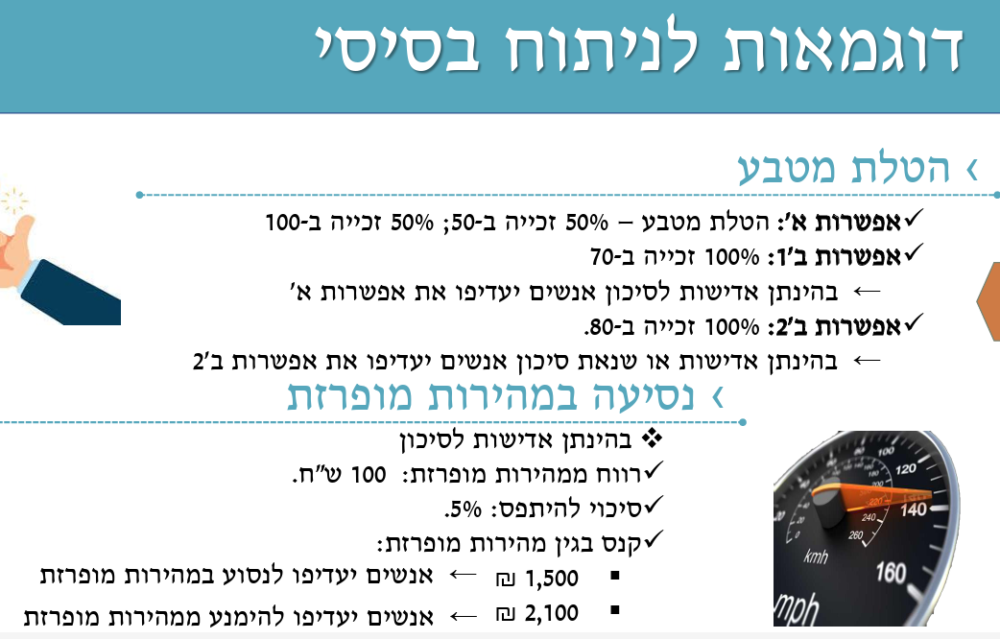 דוגמאות לניתוח בסיסי
› הטלת מטבע
✓אפשרות א': הטלת מטבע – 50% זכייה ב-50; 50% זכייה ב-100
✓אפשרות ב'1: 100% זכייה ב-70
← בהינתן אדישות לסיכון אנשים יעדיפו את אפשרות א'
✓אפשרות ב'2: 100% זכייה ב-80.
← בהינתן אדישות או שנאת סיכון אנשים יעדיפו את אפשרות ב'2
› נסיעה במהירות מופרזת
❖ בהינתן אדישות לסיכון
✓רווח ממהירות מופרזת: 100 ש"ח.
✓סיכוי להיתפס: 5%.
✓קנס בגין מהירות מופרזת:
▪ 1,500 ₪ ← אנשים יעדיפו לנסוע במהירות מופרזת
▪ 2,100 ₪ ← אנשים יעדיפו להימנע ממהירות מופרזת
80
100
120
140
160
220
240
260
0
kmh
mph